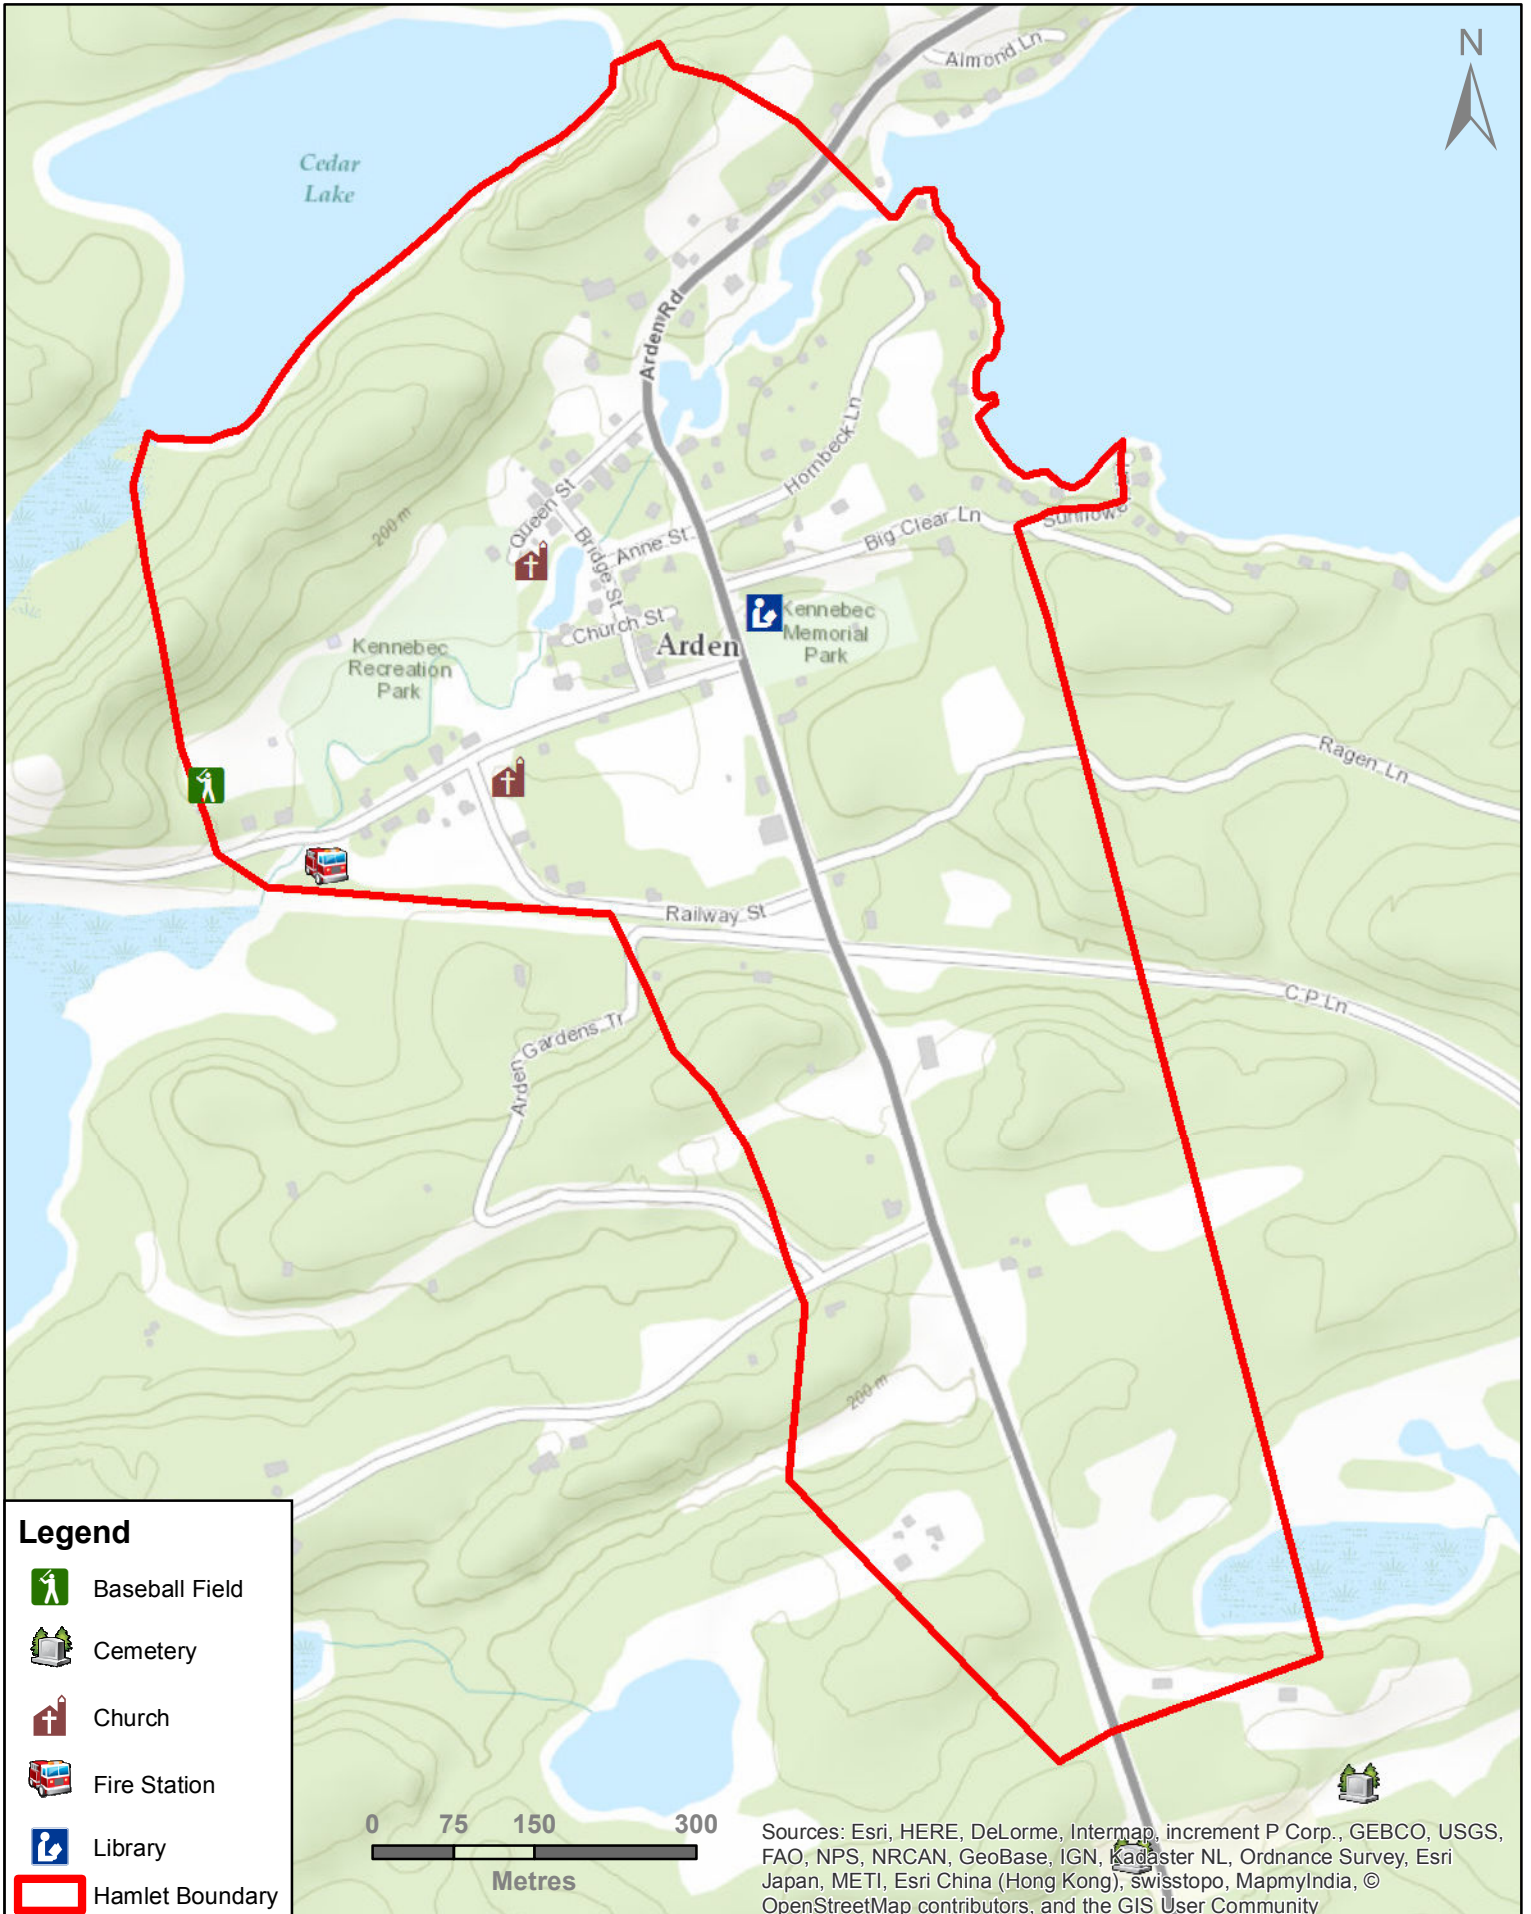 N
Almond Ln
Cedar
Lake
Arden Rd
Hornbeck Ln
200 m
Queen St
Bridge St
Anne St
Big Clear Ln
Sunflowe
Church St
Arden
Kennebec
Memorial
Park
Kennebec
Recreation
Park
Ragen Ln
Railway St
C P Ln
Arden Gardens Tr
200 m
Legend
Baseball Field
Cemetery
Church
Fire Station
Library
Hamlet Boundary
0 75 150 300
Metres
Sources: Esri, HERE, DeLorme, Intermap, increment P Corp., GEBCO, USGS,
FAO, NPS, NRCAN, GeoBase, IGN, Kadaster NL, Ordnance Survey, Esri
Japan, METI, Esri China (Hong Kong), swisstopo, MapmyIndia, ©
OpenStreetMap contributors, and the GIS User Community